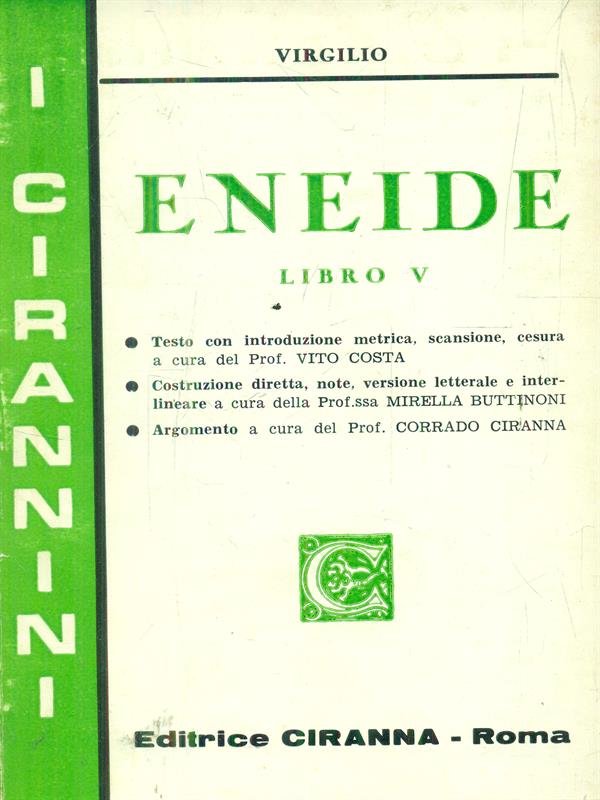 I CIRANNINI
VIRGILIO
ENEIDE
LIBRO V
Testo con introduzione metrica, scansione, cesura
a cura del Prof. VITO COSTA
Costruzione diretta, note, versione letterale e inter-
lineare a cura della Prof.ssa MIRELLA BUTTINONI
Argomento a cura del Prof. CORRADO CIRANNA
C
Editrice CIRANNA - Roma